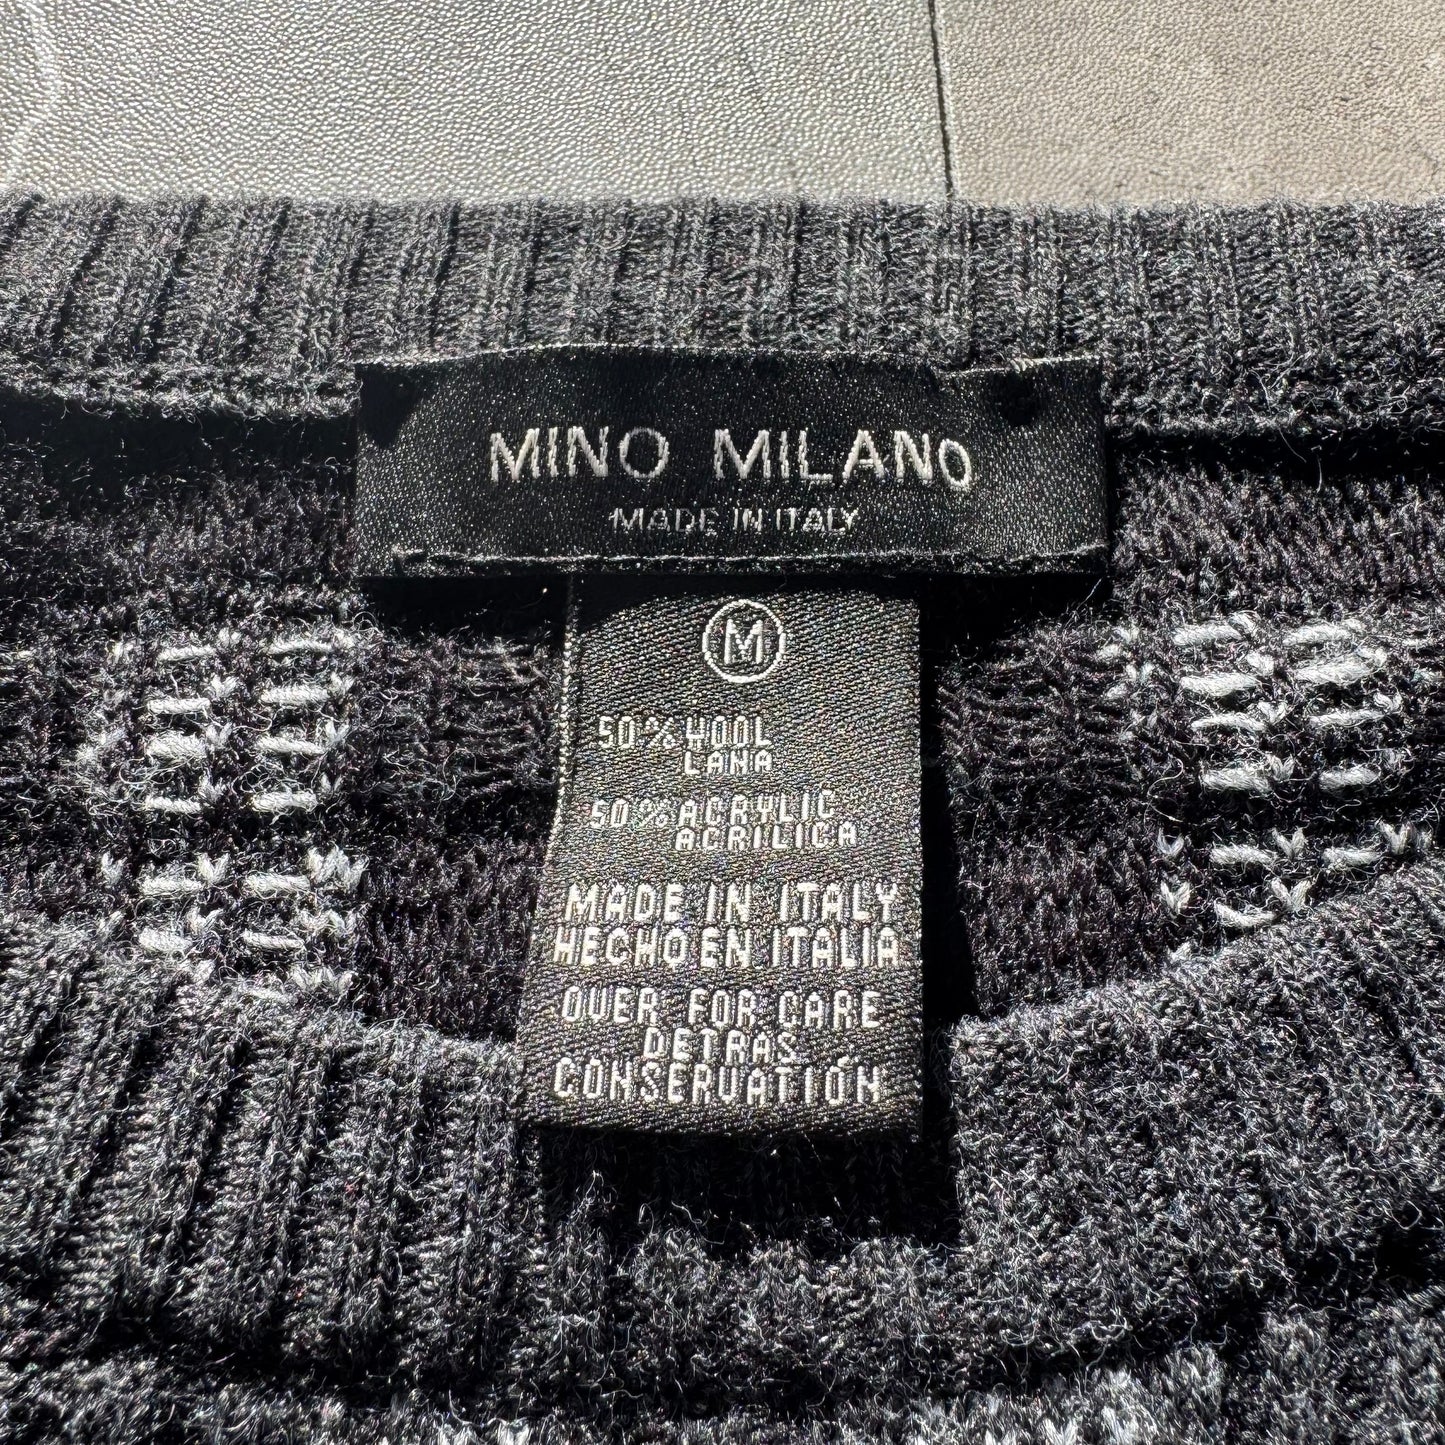 MINO MILANO
MADE IN ITALY
M
50% WOOL
LANA
50% ACRYLIC
ACRILICA
MADE IN ITALY
HECHO EN ITALIA
OVER FOR CARE
DETRAS
CONSERVATIÓN